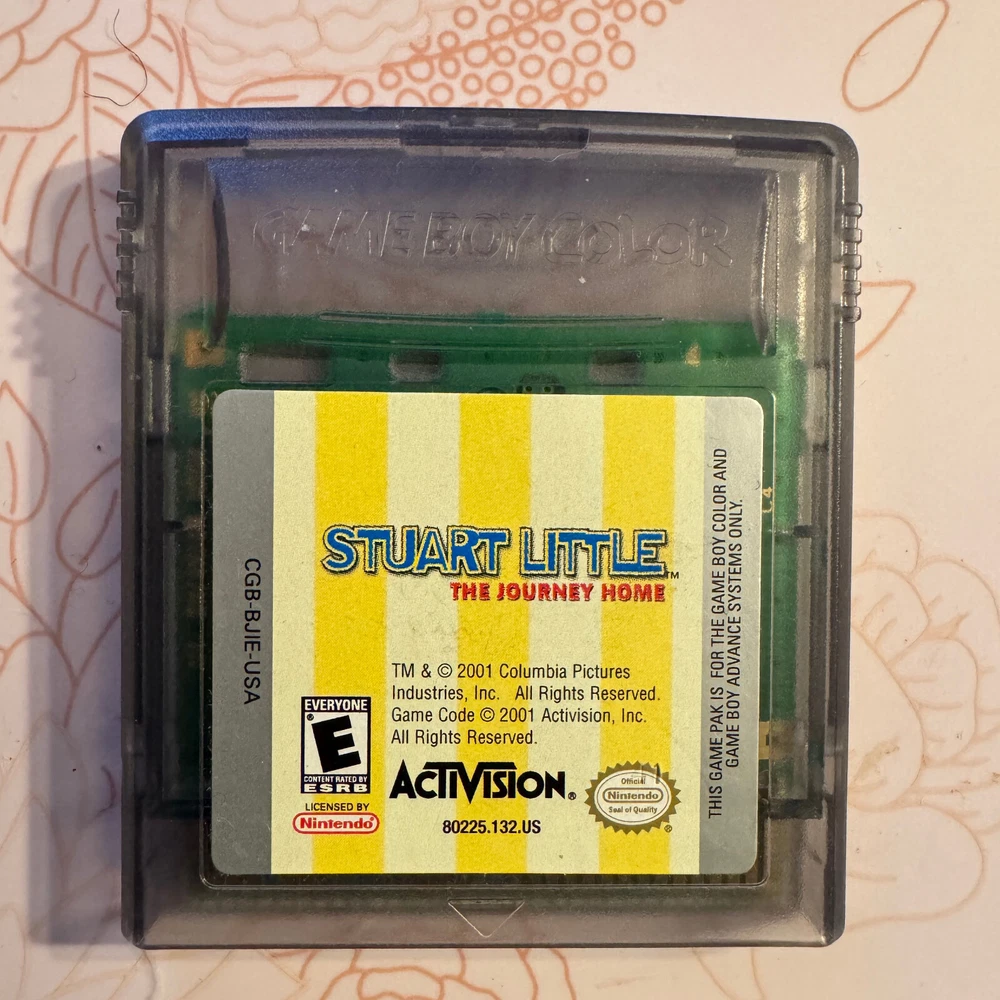 GAME BOY COLOR
STUART LITTLE™
THE JOURNEY HOME
CGB-BJIE-USA
TM & © 2001 Columbia Pictures
Industries, Inc. All Rights Reserved.
Game Code © 2001 Activision, Inc.
All Rights Reserved.
EVERYONE
E®
CONTENT RATED BY
ESRB
LICENSED BY
Nintendo®
ACTIVISION®
80225.132.US
Official
Nintendo
Seal of Quality
®
THIS GAME PAK IS FOR THE GAME BOY COLOR AND
GAME BOY ADVANCE SYSTEMS ONLY.